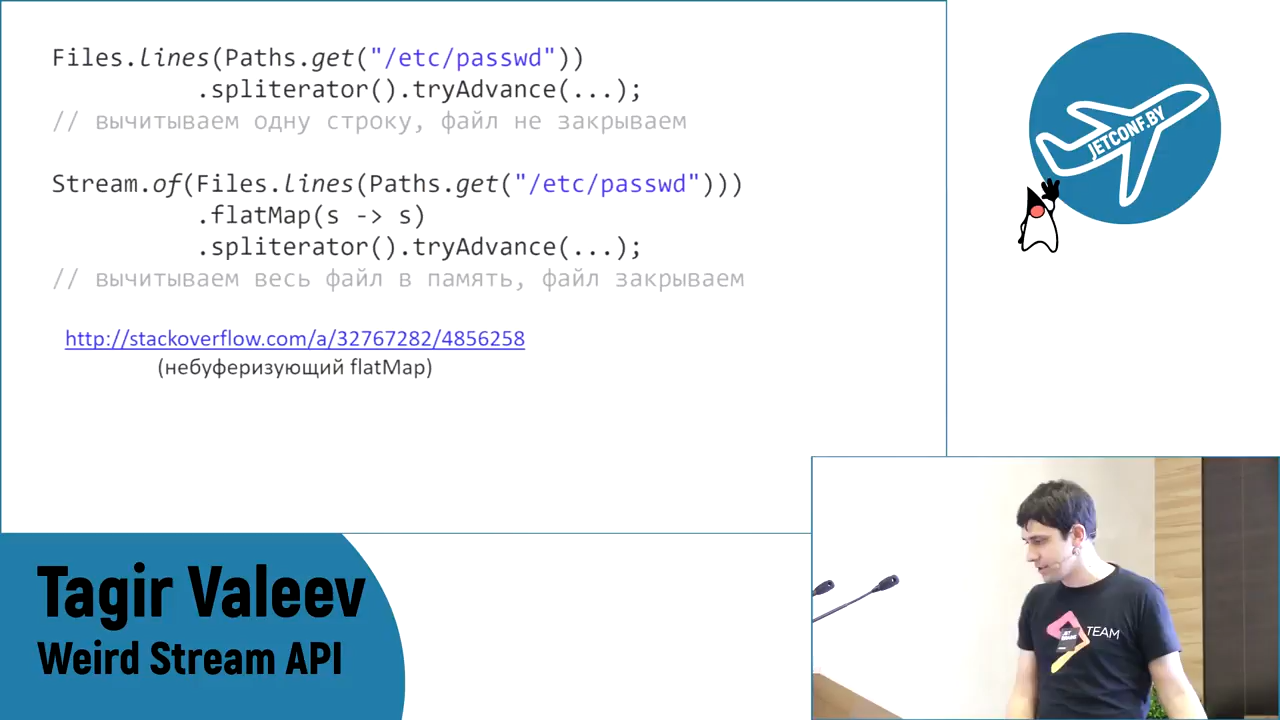 Files.lines(Paths.get("/etc/passwd"))
.spliterator().tryAdvance(...);
// вычитываем одну строку, файл не закрываем
Stream.of(Files.lines(Paths.get("/etc/passwd")))
.flatMap(s -> s)
.spliterator().tryAdvance(...);
// вычитываем весь файл в память, файл закрываем
http://stackoverflow.com/a/32767282/4856258
(небуферизующий flatMap)
JETCONF.BY
Tagir Valeev
Weird Stream API
JET
BRAINS
TEAM